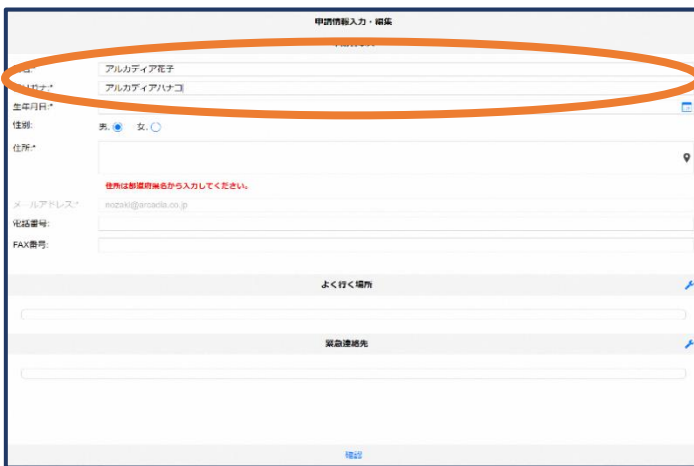 申請情報入力・編集
アルカディア花子
アルカディアハナコ
生年月日:*
性別: 男. 女.
住所:*
住所は都道府県名から入力してください。
メールアドレス:* nozaki@arcadia.co.jp
電話番号:
FAX番号:
よく行く場所
緊急連絡先
確認